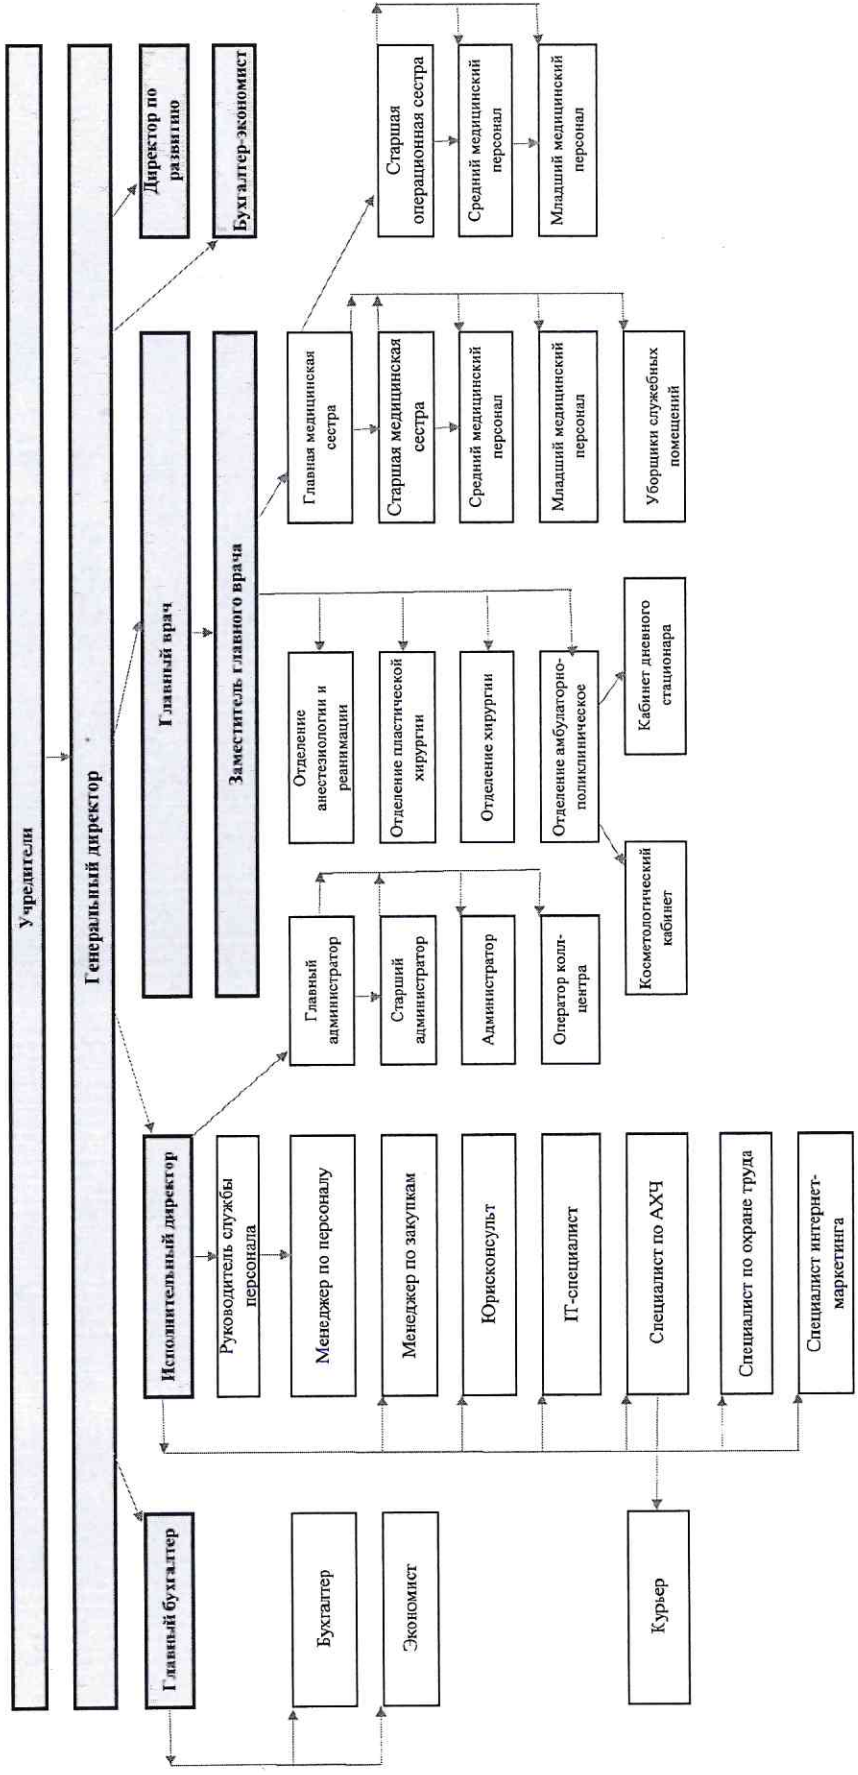 Учредители
Генеральный директор
Главный бухгалтер
Исполнительный директор
Главный врач
Директор по
развитию
Руководитель службы
персонала
Заместитель главного врача
Бухгалтер-экономист
Бухгалтер
Менеджер по персоналу
Главный
администратор
Отделение
анестезиологии и
реанимации
Главная медицинская
сестра
Экономист
Менеджер по закупкам
Старший
администратор
Отделение пластической
хирургии
Старшая медицинская
сестра
Старшая
операционная сестра
Юрисконсульт
Администратор
Отделение хирургии
Средний медицинский
персонал
Средний медицинский
персонал
IT-специалист
Оператор колл-
центра
Отделение амбулаторно-
поликлиническое
Младший медицинский
персонал
Младший медицинский
персонал
Курьер
Специалист по АХЧ
Косметологический
кабинет
Кабинет дневного
стационара
Уборщики служебных
помещений
Специалист по охране труда
Специалист интернет-
маркетинга